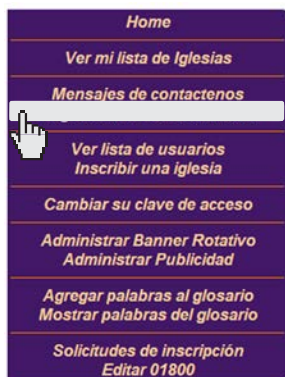 Home
Ver mi lista de Iglesias
Mensajes de contactenos
Ver lista de usuarios
Inscribir una iglesia
Cambiar su clave de acceso
Administrar Banner Rotativo
Administrar Publicidad
Agregar palabras al glosario
Mostrar palabras del glosario
Solicitudes de inscripción
Editar 01800